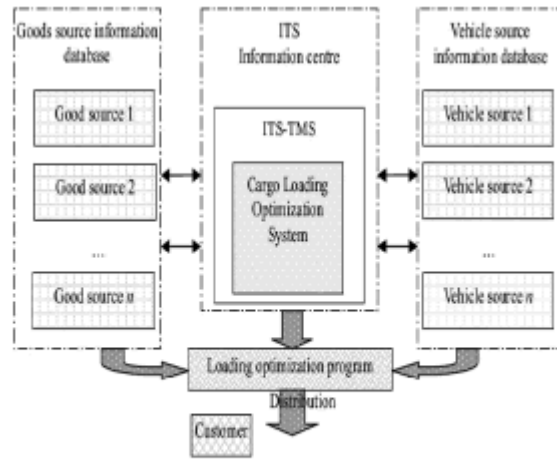 Goods source information
database
Good source 1
Good source 2
...
Good source n
ITS
Information centre
ITS-TMS
Cargo Loading
Optimization
System
Vehicle source
information database
Vehicle source 1
Vehicle source 2
...
Vehicle source n
Loading optimization program
Distribution
Customer